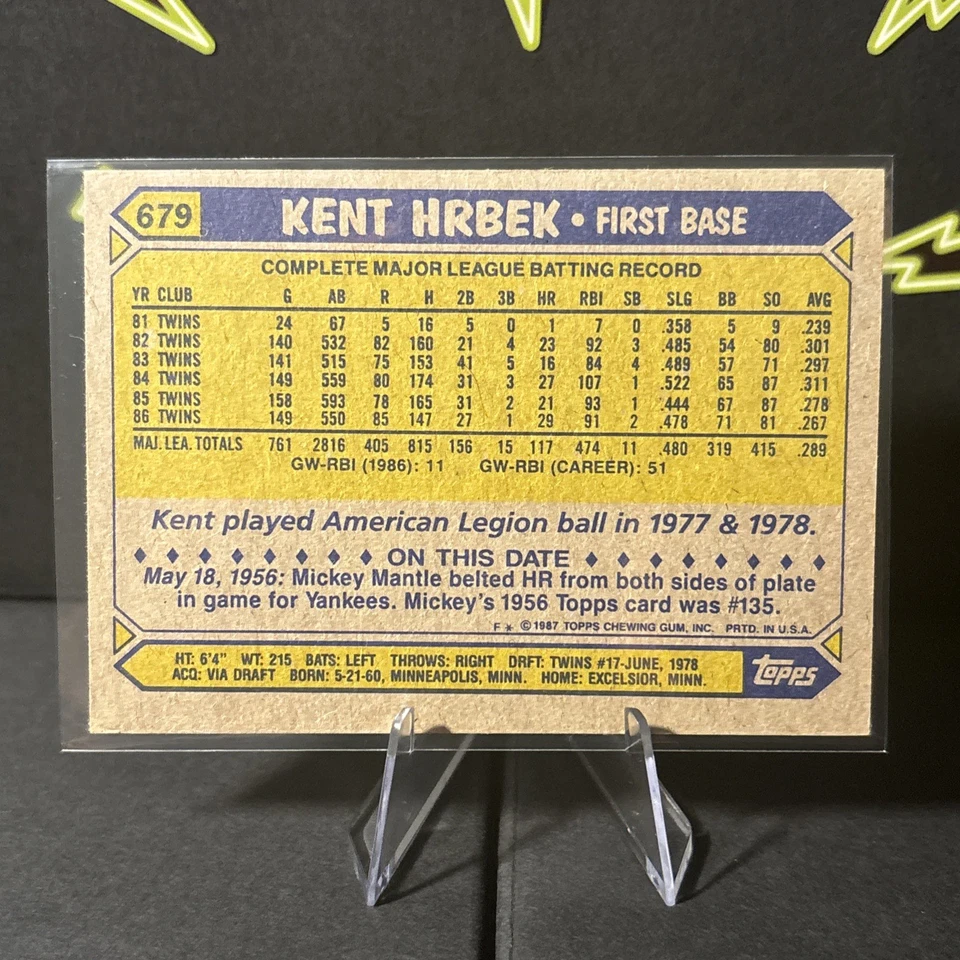 679 KENT HRBEK • FIRST BASE
COMPLETE MAJOR LEAGUE BATTING RECORD
YR CLUB G AB R H 2B 3B HR RBI SB SLG BB SO AVG
81 TWINS 24 67 5 16 5 0 1 7 0 .358 5 9 .239
82 TWINS 140 532 82 160 21 4 23 92 3 .485 54 80 .301
83 TWINS 141 515 75 153 41 5 16 84 4 .489 57 71 .297
84 TWINS 149 559 80 174 31 3 27 107 1 .522 65 87 .311
85 TWINS 158 593 78 165 31 2 21 93 1 .444 67 87 .278
86 TWINS 149 550 85 147 27 1 29 91 2 .478 71 81 .267
MAJ. LEA. TOTALS 761 2816 405 815 156 15 117 474 11 .480 319 415 .289
GW-RBI (1986): 11 GW-RBI (CAREER): 51
Kent played American Legion ball in 1977 & 1978.
ON THIS DATE
May 18, 1956: Mickey Mantle belted HR from both sides of plate
in game for Yankees. Mickey's 1956 Topps card was #135.
F* ©1987 TOPPS CHEWING GUM, INC. PRTD. IN U.S.A.
HT: 6'4" WT: 215 BATS: LEFT THROWS: RIGHT DRFT: TWINS #17-JUNE, 1978
ACQ: VIA DRAFT BORN: 5-21-60, MINNEAPOLIS, MINN. HOME: EXCELSIOR, MINN.
topps